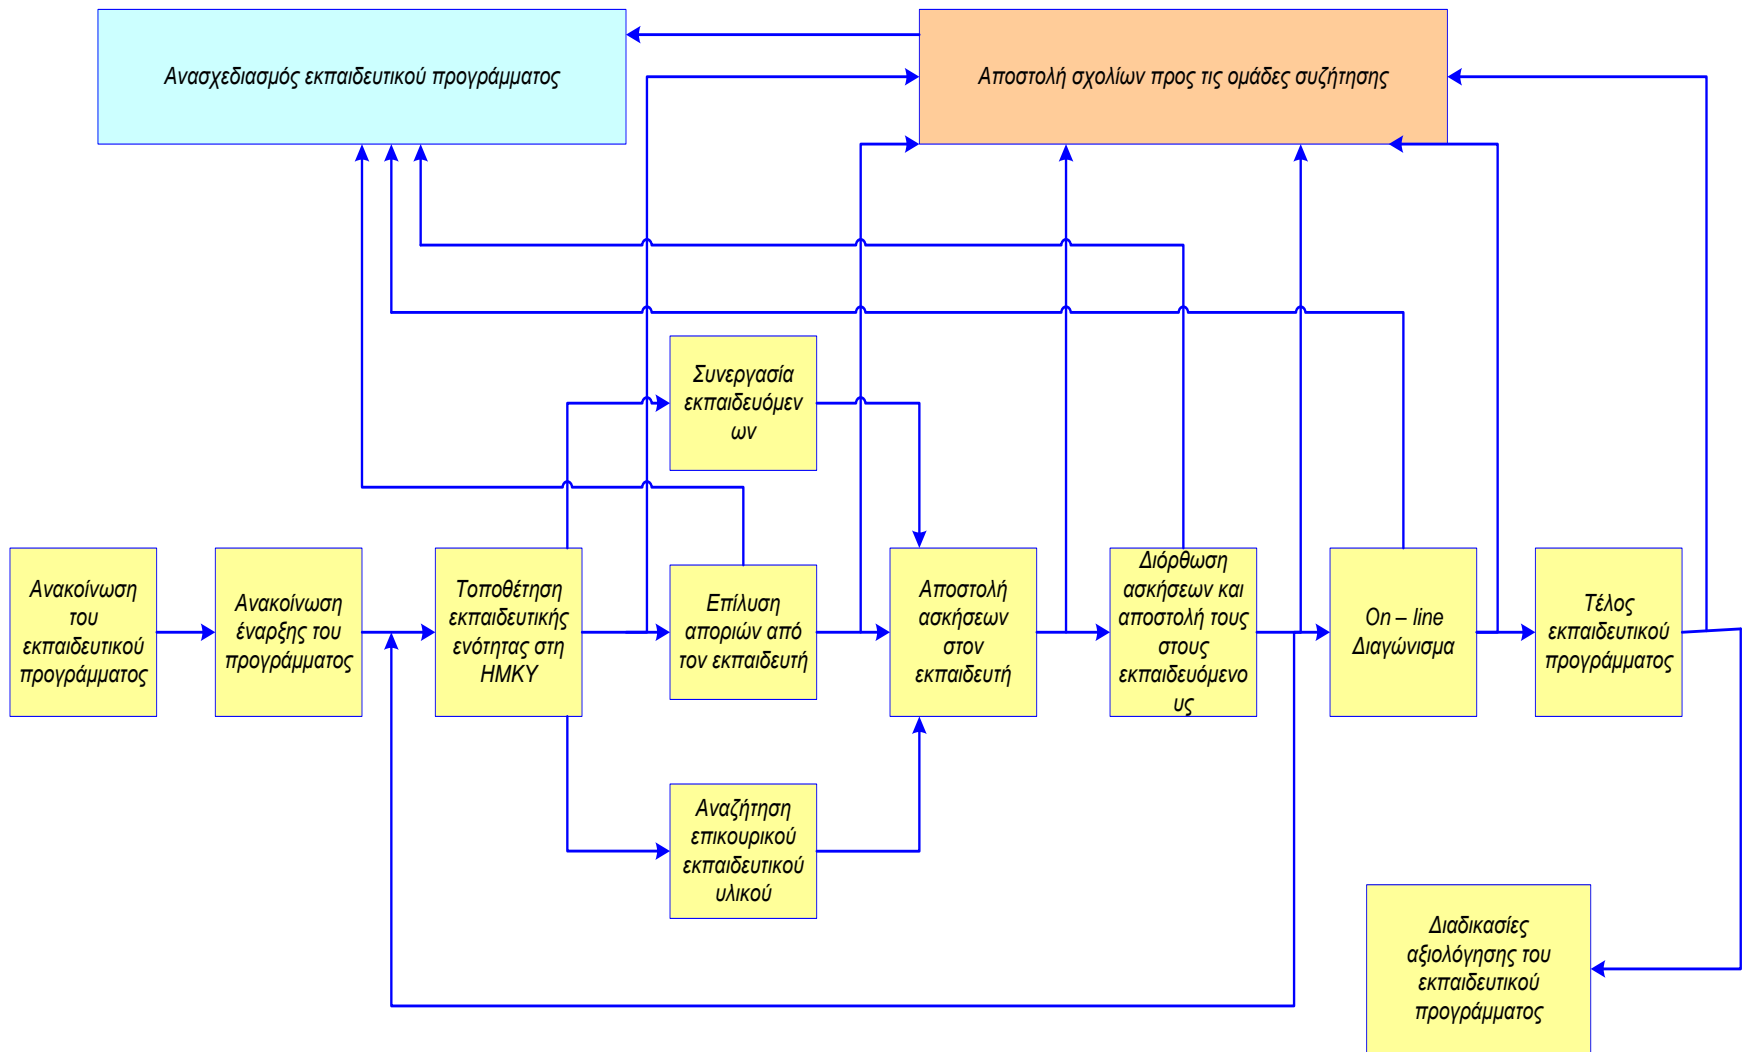 Ανασχεδιασμός εκπαιδευτικού προγράμματος
Αποστολή σχολίων προς τις ομάδες συζήτησης
Συνεργασία
εκπαιδευόμεν
ων
Ανακοίνωση
του
εκπαιδευτικού
προγράμματος
Ανακοίνωση
έναρξης του
προγράμματος
Τοποθέτηση
εκπαιδευτικής
ενότητας στη
ΗΜΚΥ
Επίλυση
αποριών από
τον εκπαιδευτή
Αποστολή
ασκήσεων
στον
εκπαιδευτή
Διόρθωση
ασκήσεων και
αποστολή τους
στους
εκπαιδευόμενο
υς
On – line
Διαγώνισμα
Τέλος
εκπαιδευτικού
προγράμματος
Αναζήτηση
επικουρικού
εκπαιδευτικού
υλικού
Διαδικασίες
αξιολόγησης του
εκπαιδευτικού
προγράμματος